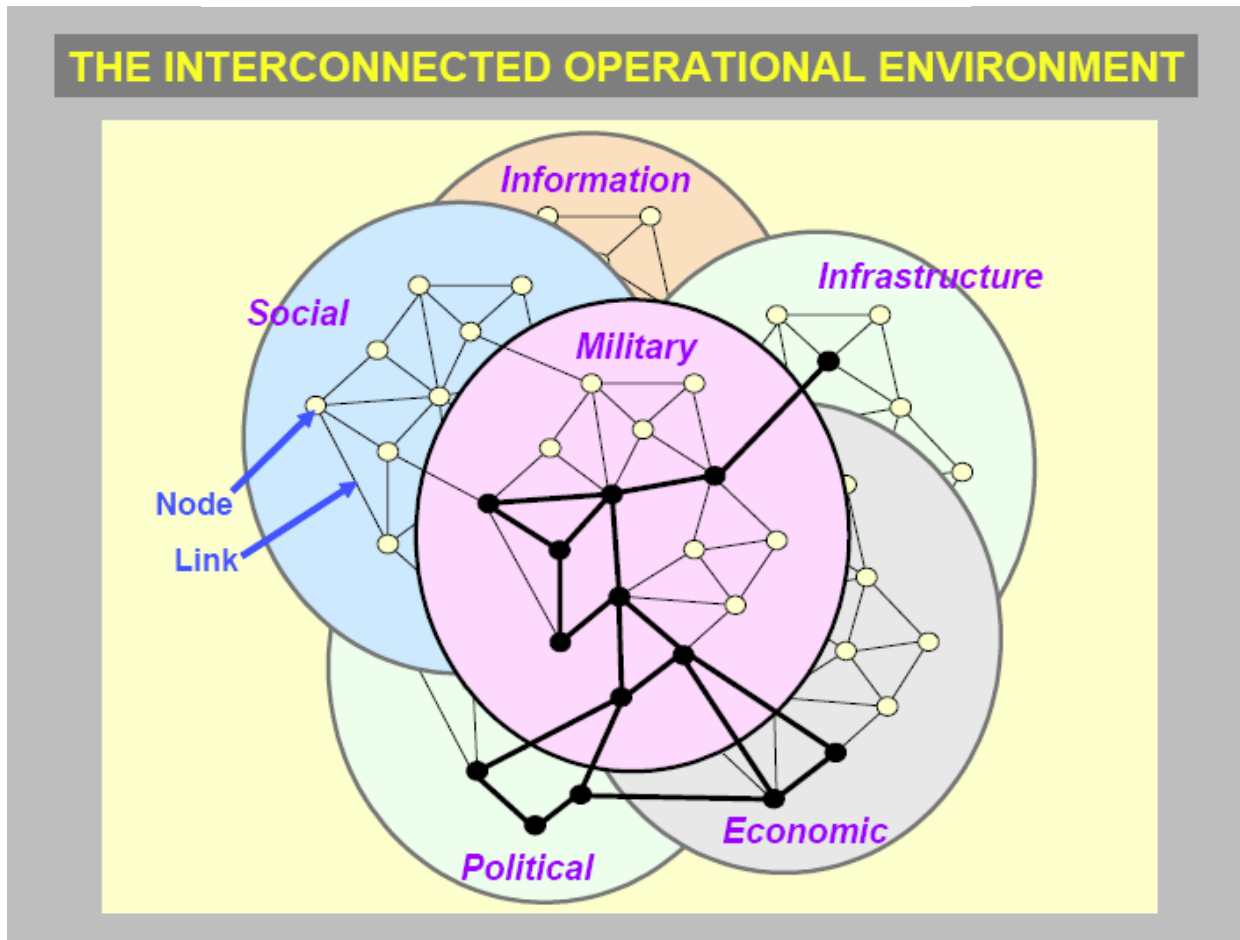 THE INTERCONNECTED OPERATIONAL ENVIRONMENT
Information
Infrastructure
Social
Military
Node
Link
Economic
Political